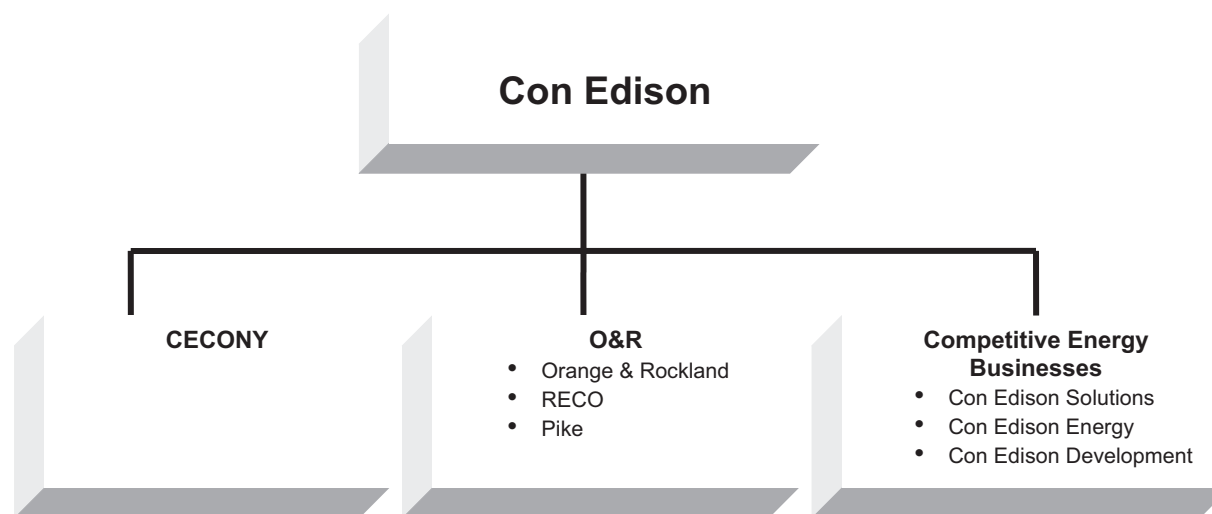 Con Edison
CECONY
O&R
• Orange & Rockland
• RECO
• Pike
Competitive Energy
Businesses
• Con Edison Solutions
• Con Edison Energy
• Con Edison Development